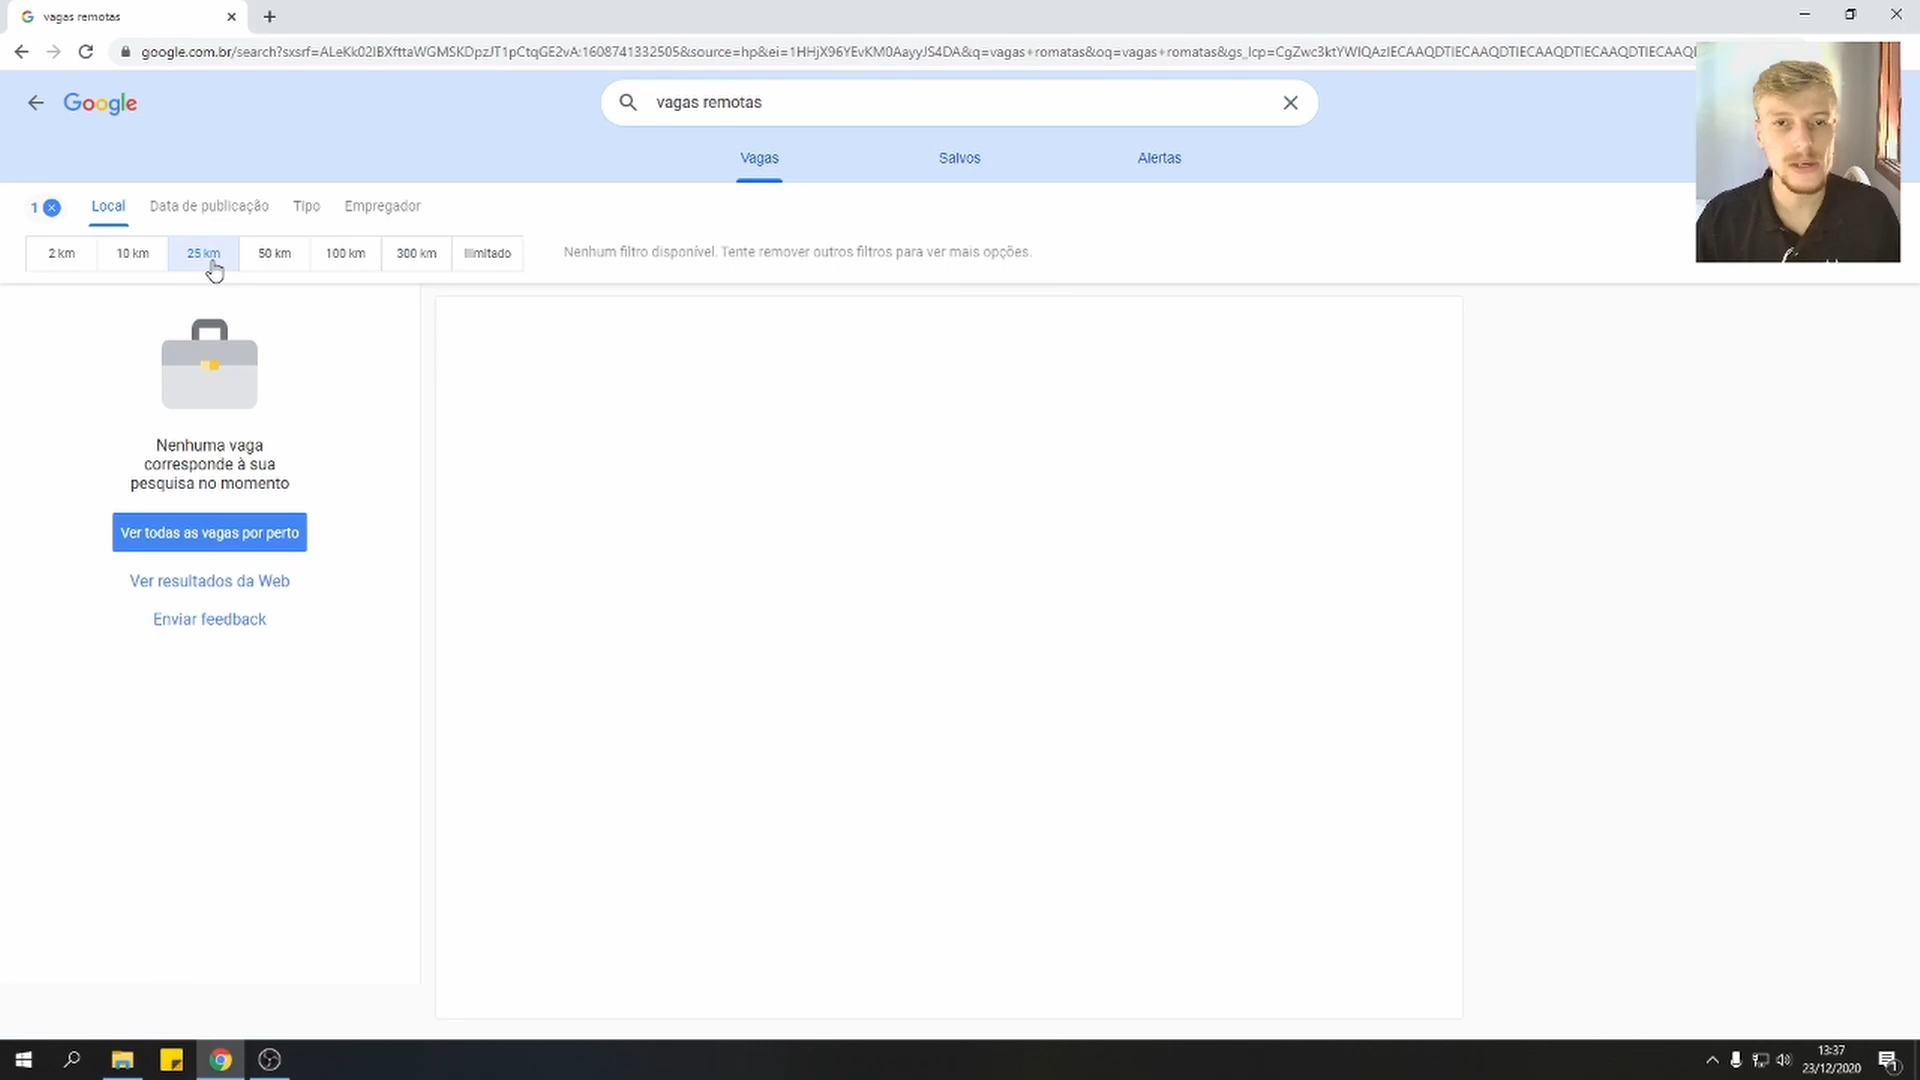 vagas remotas
google.com.br/search?sxsrf=ALeKk02IBXfttaWGMSKDpzJT1pCtqGE2vA:1608741332505&source=hp&ei=1HHjX96YEvKM0AayyJS4DA&q=vagas+romatas&oq=vagas+romatas&gs_lcp=CgZwc3ktYWIQAzIECAAQDTIECAAQDTIECAAQDTIECAAQDTIECAAQDTIECAAQI
Google
vagas remotas
Vagas Salvos Alertas
1 Local Data de publicação Tipo Empregador
2 km 10 km 25 km 50 km 100 km 300 km Ilimitado Nenhum filtro disponível. Tente remover outros filtros para ver mais opções.
Nenhuma vaga
corresponde à sua
pesquisa no momento
Ver todas as vagas por perto
Ver resultados da Web
Enviar feedback
13:37
23/12/2020
1